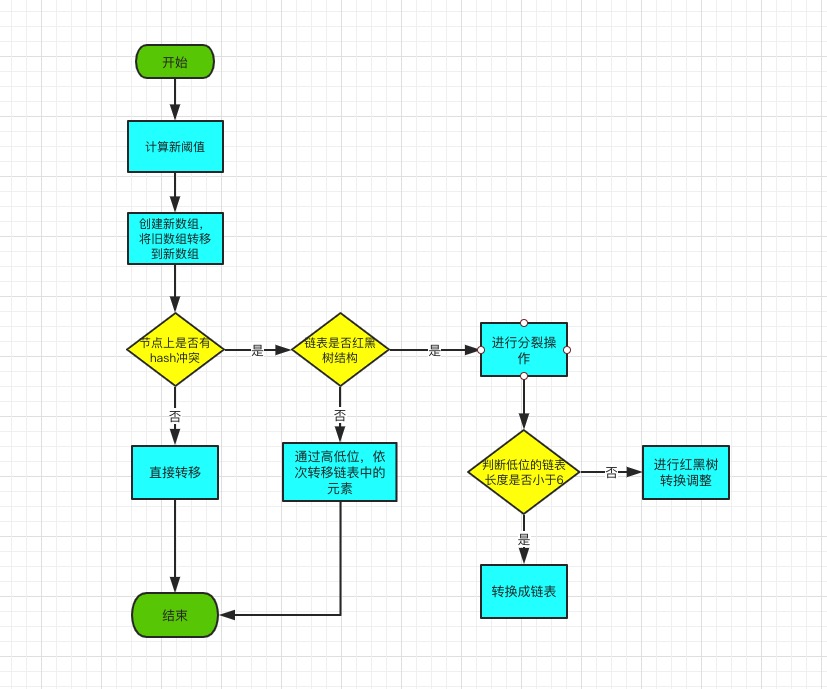 开始
计算新阈值
创建新数组，
将旧数组转移
到新数组
节点上是否有
hash冲突
是
链表是否红黑
树结构
是
进行分裂操
作
否
否
直接转移
通过高低位，依
次转移链表中的
元素
判断低位的链表
长度是否小于6
否
进行红黑树
转换调整
是
转换成链表
结束